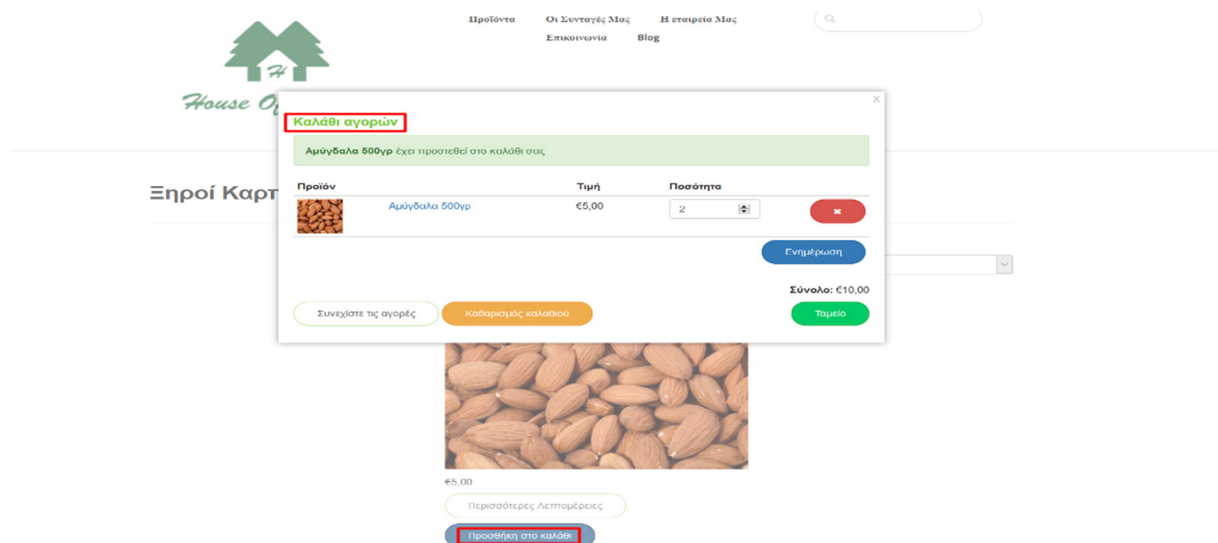 Προϊόντα Οι Συνταγές Μας Η εταιρεία Μας
Επικοινωνία Blog
House
x
Καλάθι αγορών
Αμύγδαλα 500γρ έχει προστεθεί στο καλάθι σας
Ξηροί Καρπ
Προϊόν Τιμή Ποσότητα
Αμύγδαλα 500γρ €5,00 2
Ενημέρωση
Σύνολο: €10,00
Συνεχίστε τις αγορές Καθαρισμός καλαθιού Ταμείο
€5,00
Περισσότερες Λεπτομέρειες
Προσθήκη στο καλάθι